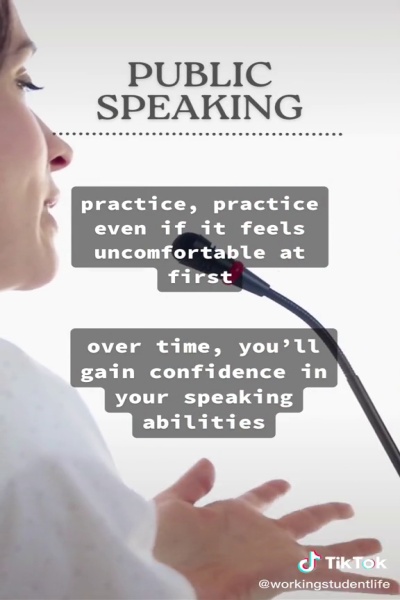 PUBLIC
SPEAKING
practice, practice
even if it feels
uncomfortable at
first
over time, you’ll
gain confidence in
your speaking
abilities
TikTok
@workingstudentlife